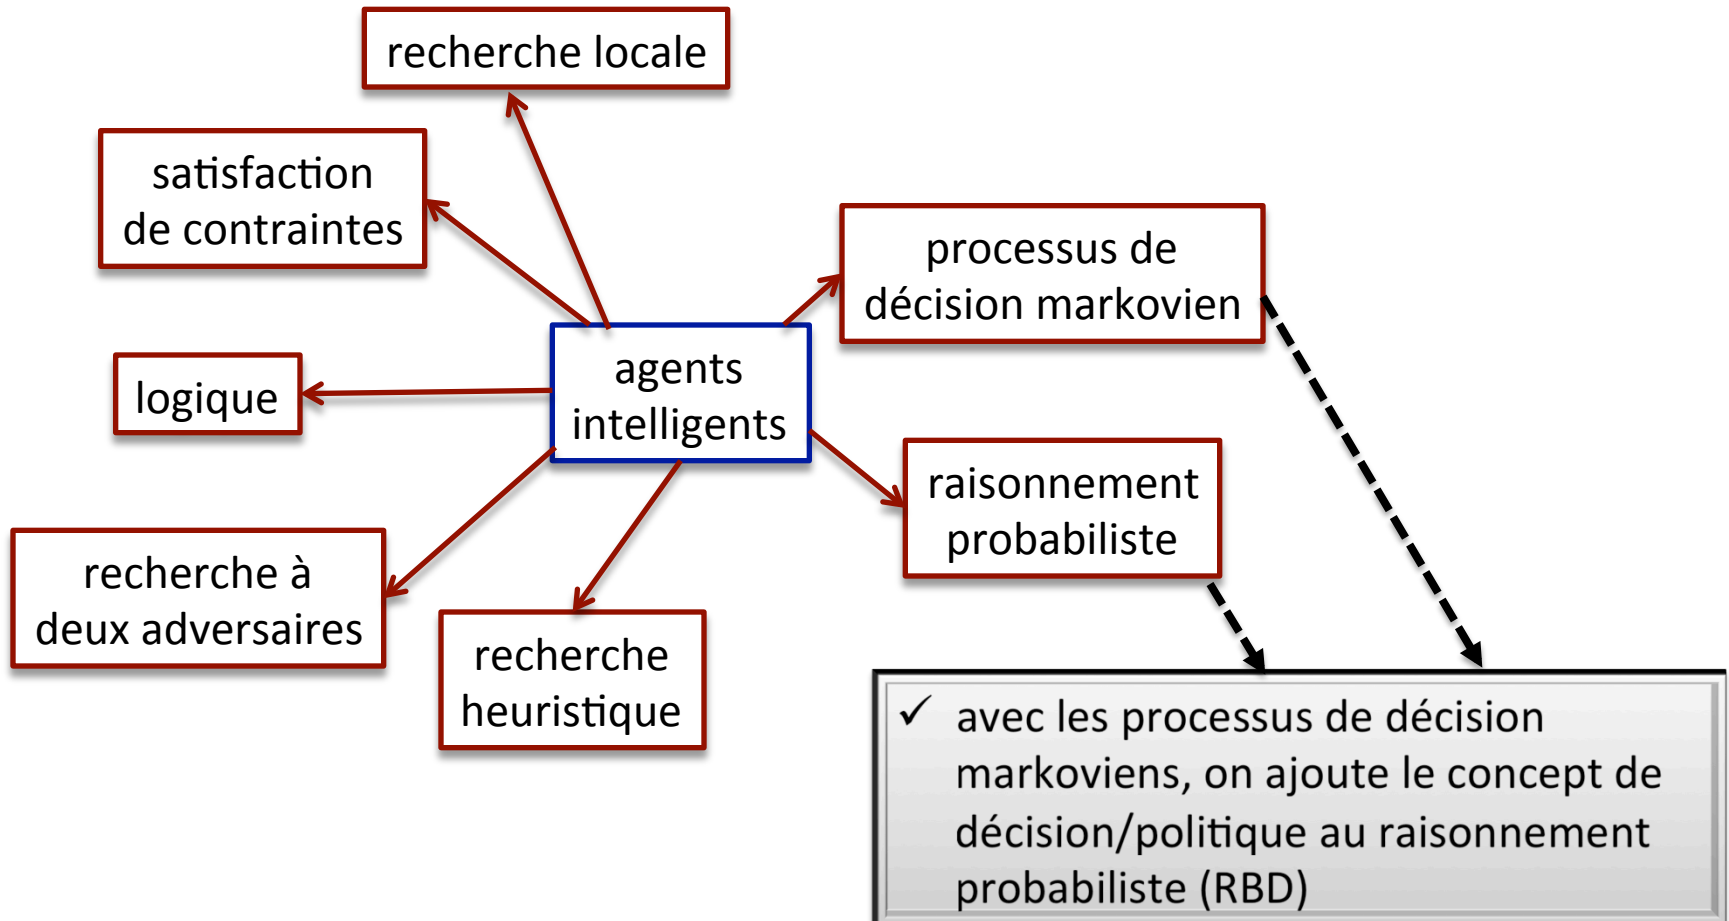 recherche locale
satisfaction
de contraintes
processus de
décision markovien
agents
intelligents
logique
raisonnement
probabiliste
recherche à
deux adversaires
recherche
heuristique
✓ avec les processus de décision
markoviens, on ajoute le concept de
décision/politique au raisonnement
probabiliste (RBD)